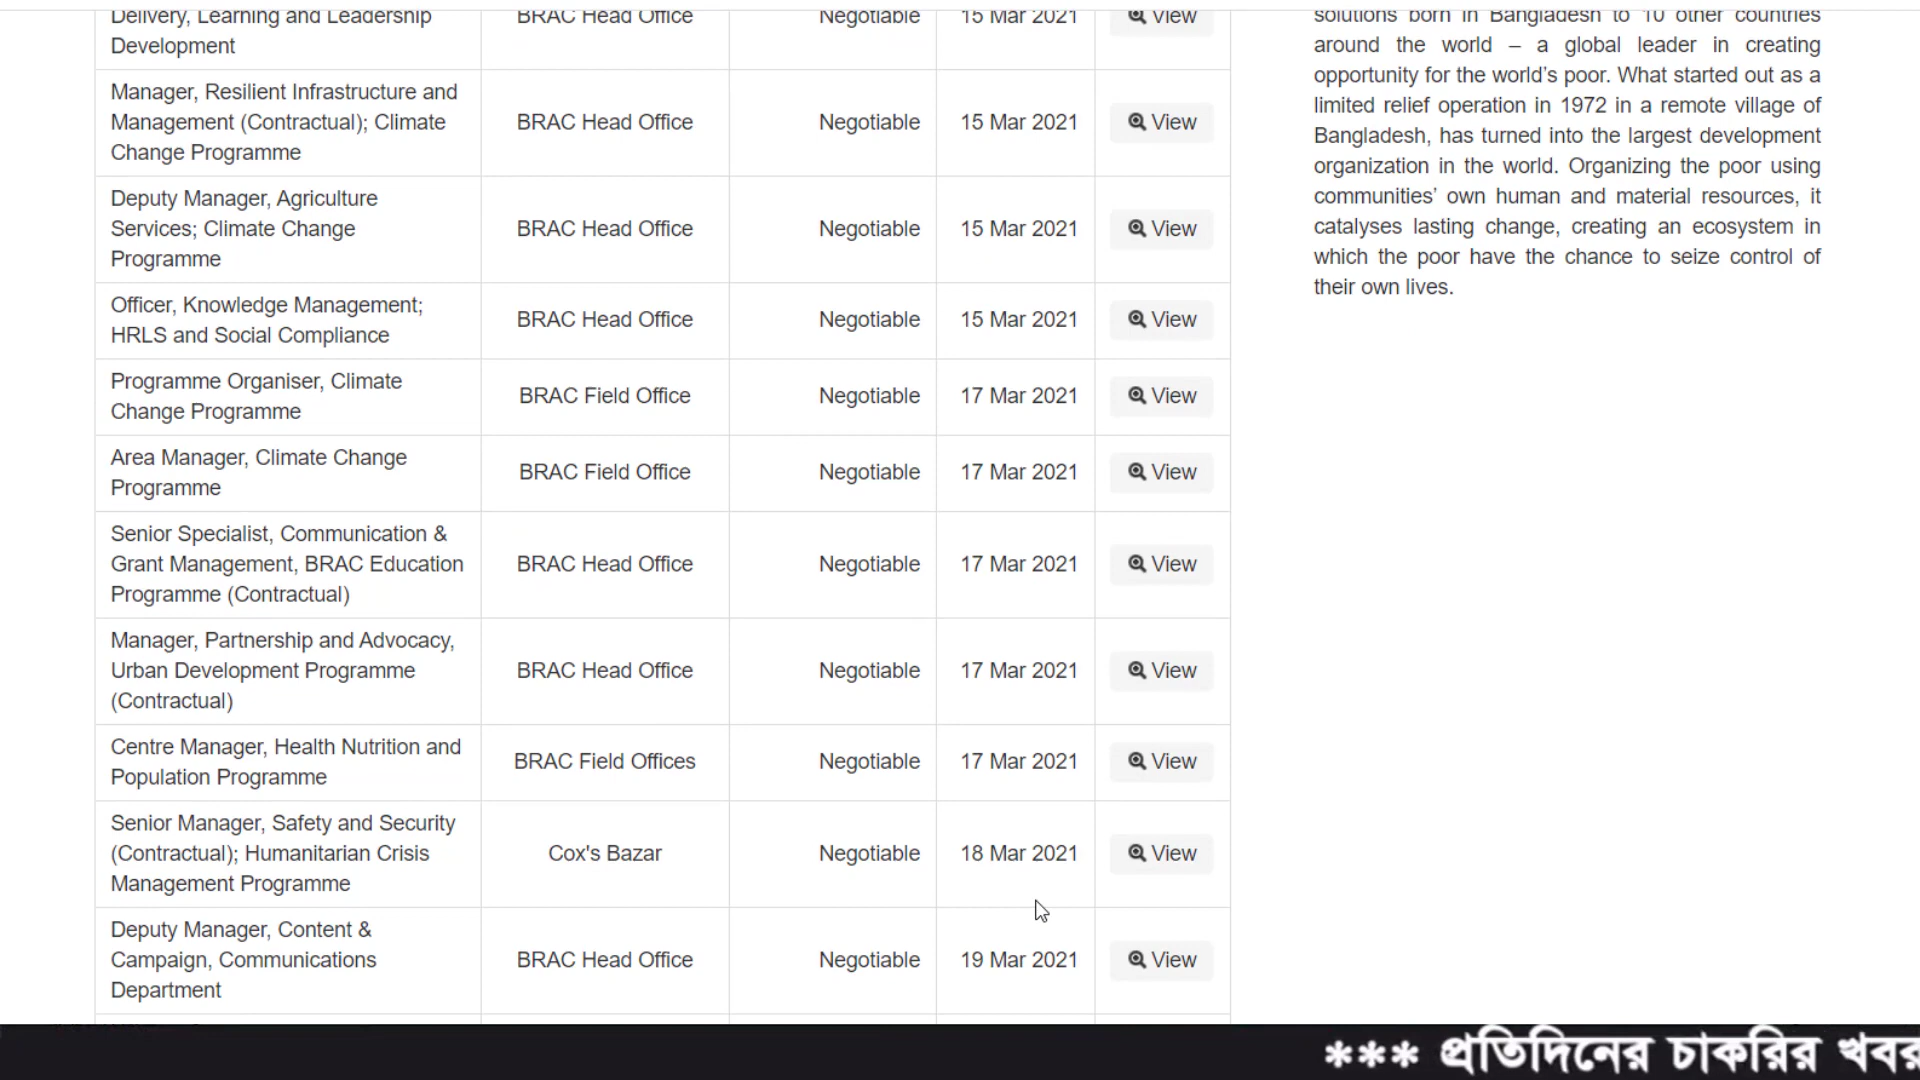 Delivery, Learning and Leadership
Development
BRAC Head Office
Negotiable
15 Mar 2021
View
Manager, Resilient Infrastructure and
Management (Contractual); Climate
Change Programme
BRAC Head Office
Negotiable
15 Mar 2021
View
Deputy Manager, Agriculture
Services; Climate Change
Programme
BRAC Head Office
Negotiable
15 Mar 2021
View
Officer, Knowledge Management;
HRLS and Social Compliance
BRAC Head Office
Negotiable
15 Mar 2021
View
Programme Organiser, Climate
Change Programme
BRAC Field Office
Negotiable
17 Mar 2021
View
Area Manager, Climate Change
Programme
BRAC Field Office
Negotiable
17 Mar 2021
View
Senior Specialist, Communication &
Grant Management, BRAC Education
Programme (Contractual)
BRAC Head Office
Negotiable
17 Mar 2021
View
Manager, Partnership and Advocacy,
Urban Development Programme
(Contractual)
BRAC Head Office
Negotiable
17 Mar 2021
View
Centre Manager, Health Nutrition and
Population Programme
BRAC Field Offices
Negotiable
17 Mar 2021
View
Senior Manager, Safety and Security
(Contractual); Humanitarian Crisis
Management Programme
Cox's Bazar
Negotiable
18 Mar 2021
View
Deputy Manager, Content &
Campaign, Communications
Department
BRAC Head Office
Negotiable
19 Mar 2021
View
solutions born in Bangladesh to 10 other countries
around the world – a global leader in creating
opportunity for the world’s poor. What started out as a
limited relief operation in 1972 in a remote village of
Bangladesh, has turned into the largest development
organization in the world. Organizing the poor using
communities’ own human and material resources, it
catalyses lasting change, creating an ecosystem in
which the poor have the chance to seize control of
their own lives.
*** প্রতিদিনের চাকরির খবর